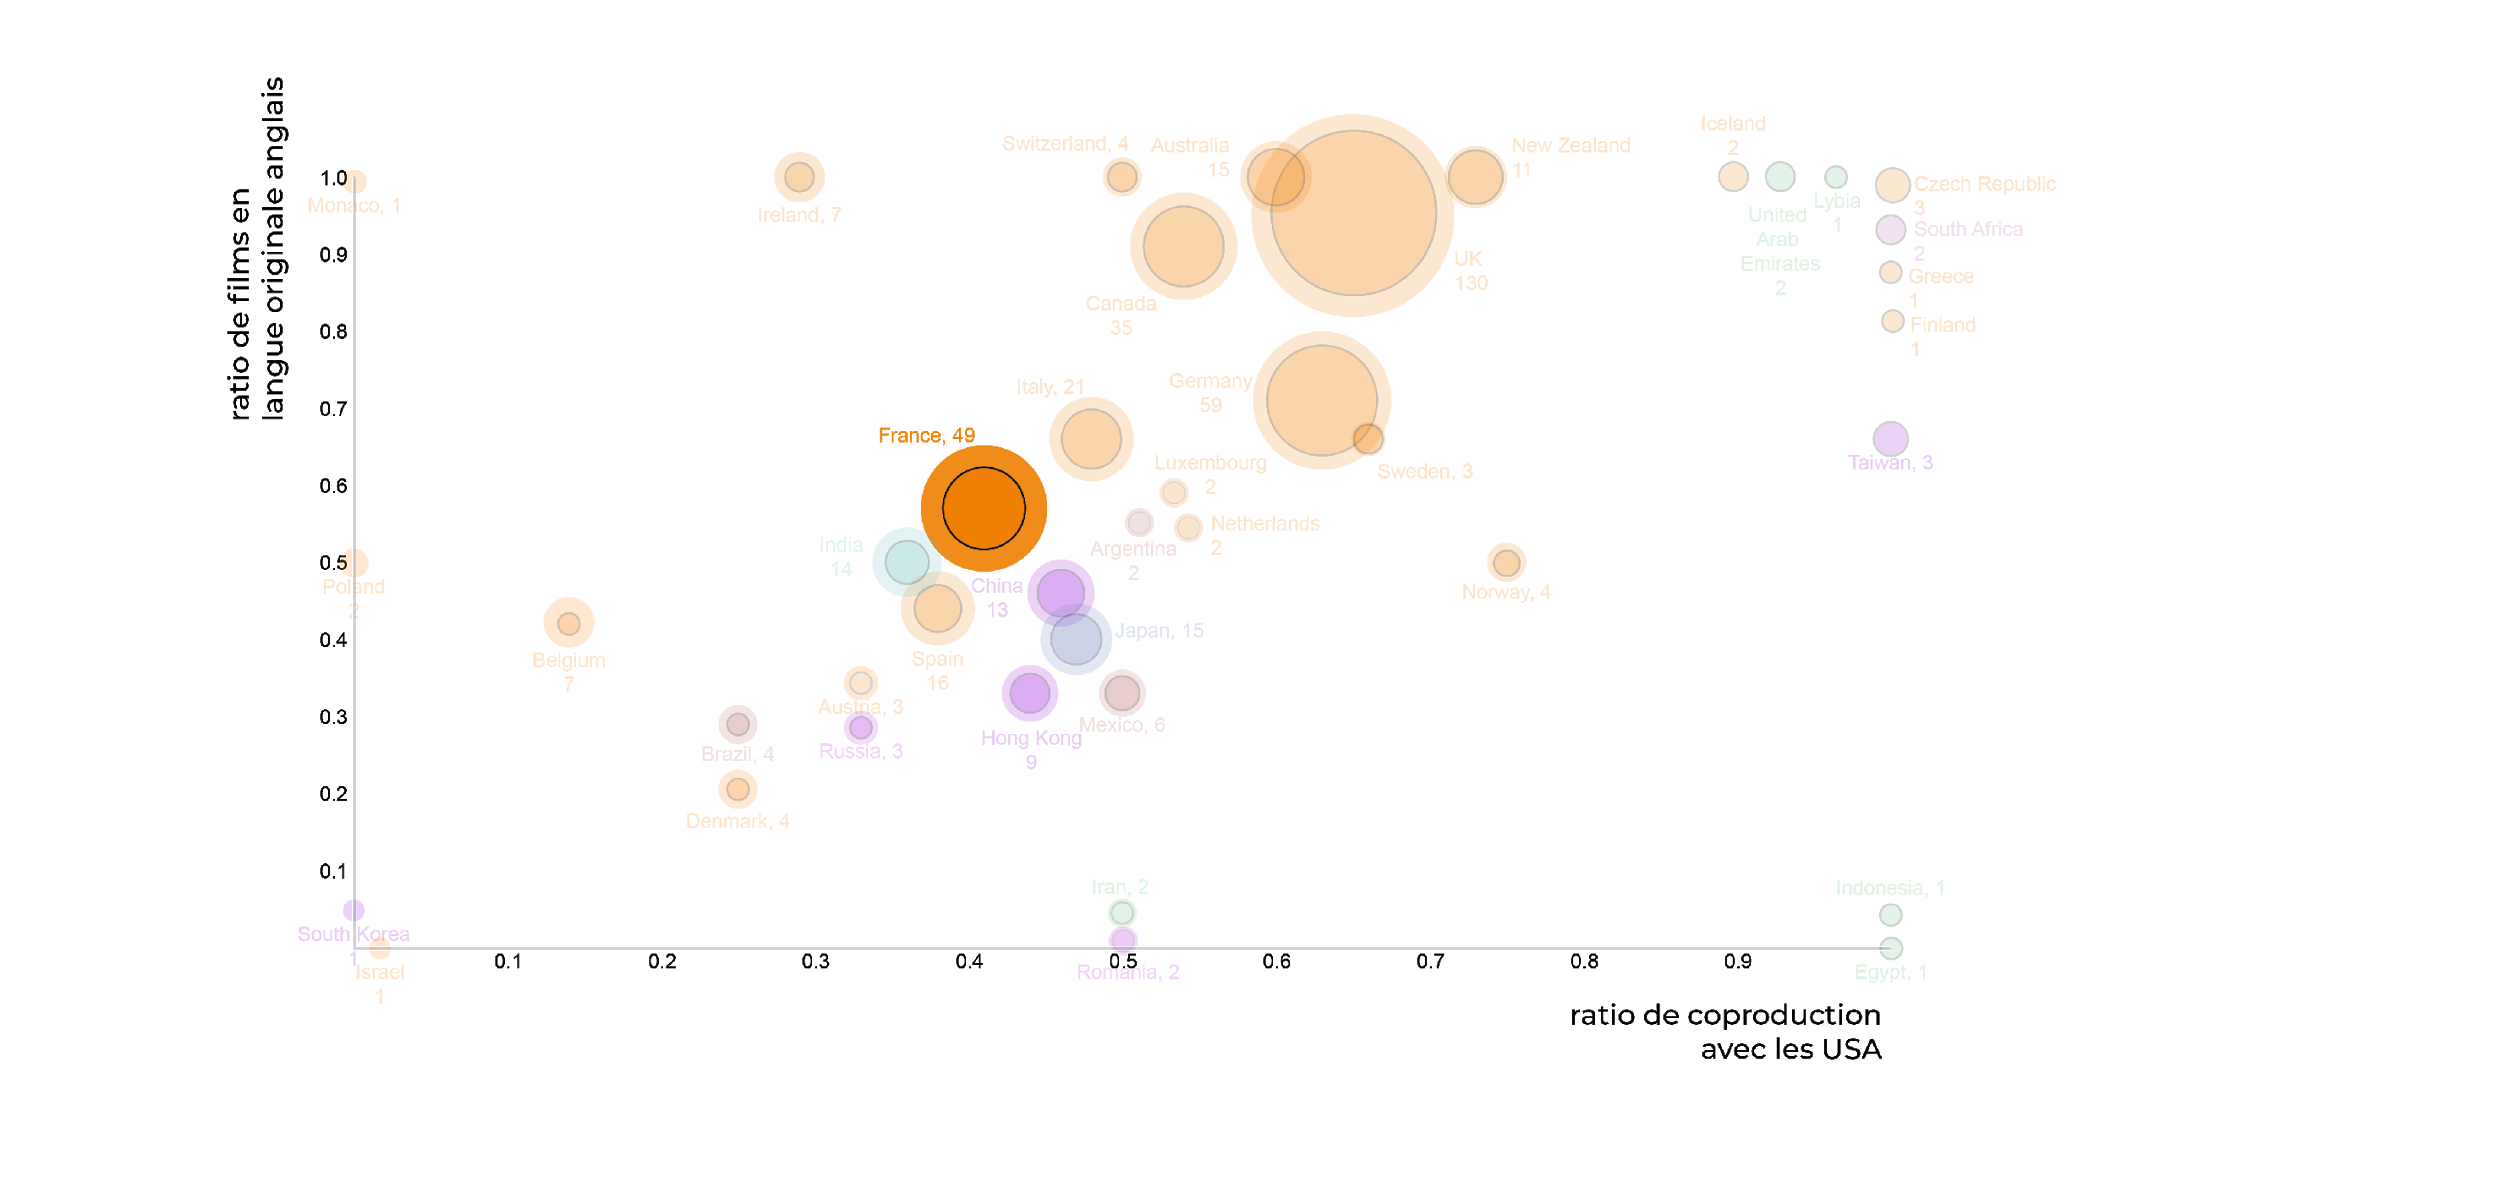 ratio de films en
langue originale anglais
1.0
0.9
0.8
0.7
0.6
0.5
0.4
0.3
0.2
0.1
Monaco, 1
Ireland, 7
Switzerland, 4
Australia
15
New Zealand
11
Iceland
2
United
Arab
Emirates
2
Lybia
1
Czech Republic
3
South Africa
2
Greece
1
Finland
1
Canada
35
UK
130
Italy, 21
Germany
59
France, 49
Sweden, 3
Taiwan, 3
Luxembourg
2
Netherlands
2
Argentina
2
India
14
China
13
Poland
2
Norway, 4
Japan, 15
Belgium
7
Spain
16
Austria, 3
Russia, 3
Brazil, 4
Hong Kong
9
Mexico, 6
Denmark, 4
Iran, 2
Indonesia, 1
South Korea
1
Israel
1
Romania, 2
Egypt, 1
0.1
0.2
0.3
0.4
0.5
0.6
0.7
0.8
0.9
ratio de coproduction
avec les USA